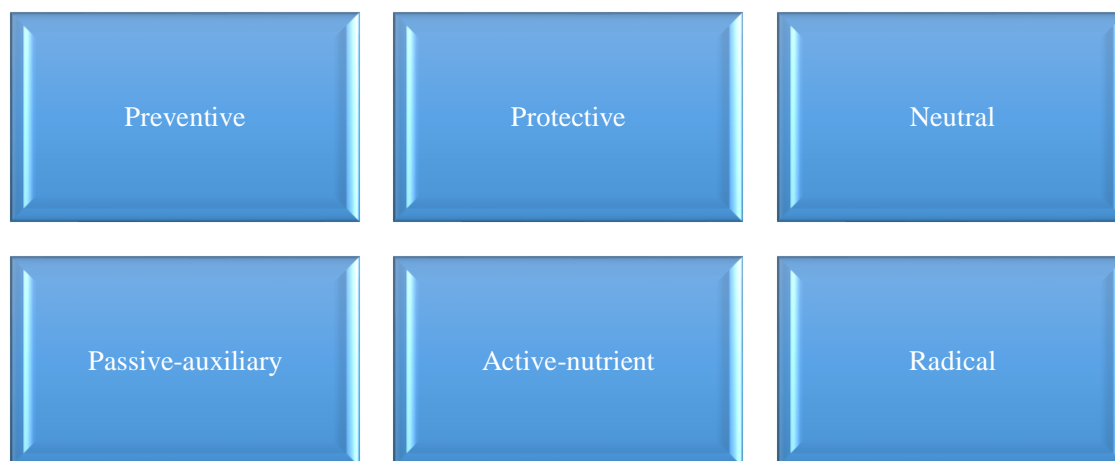 Preventive
Protective
Neutral
Passive-auxiliary
Active-nutrient
Radical